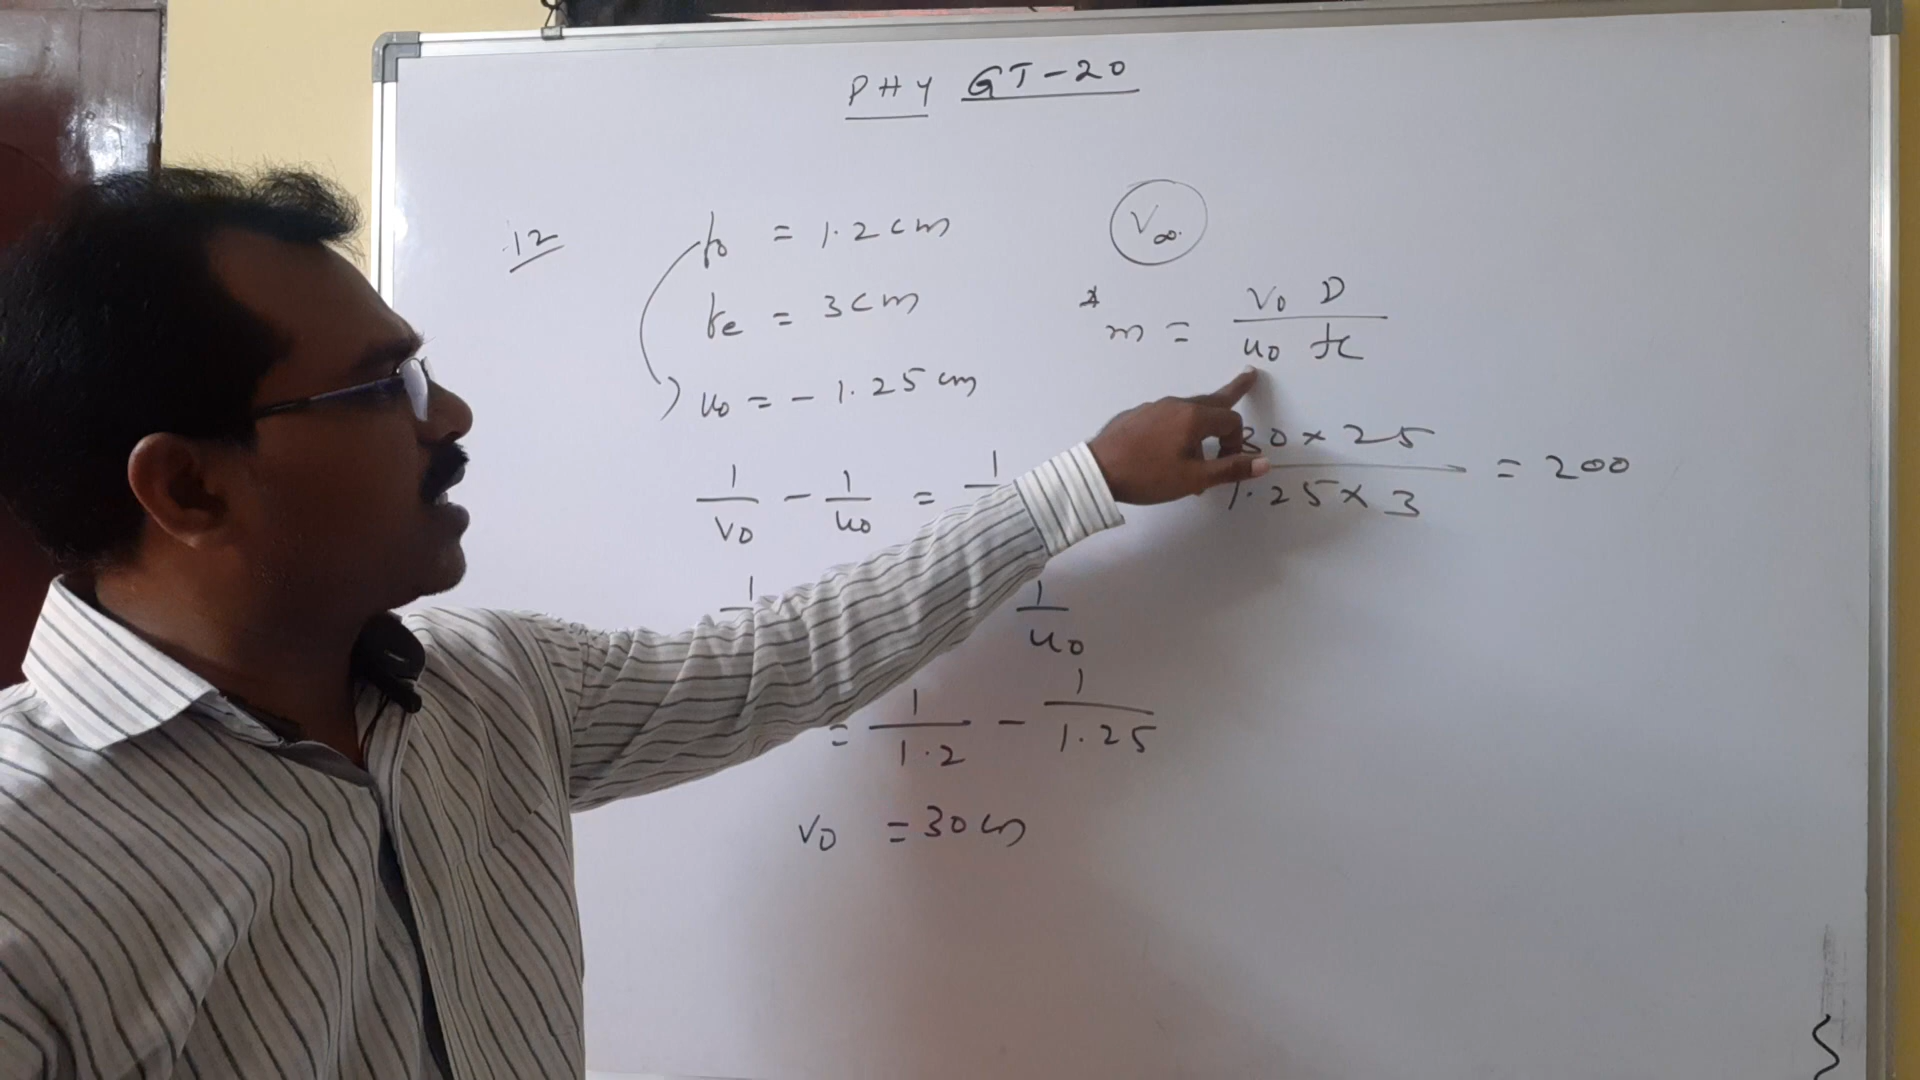 PHY GT-20
12
fo = 1.2 cm
fe = 3 cm
uo = - 1.25 cm
1/vo - 1/uo = 1
1 1/uo
= 1/1.2 - 1/1.25
vo = 30 cm
V∞
* m = vo D / uo fe
30 × 25 / 1.25 × 3 = 200